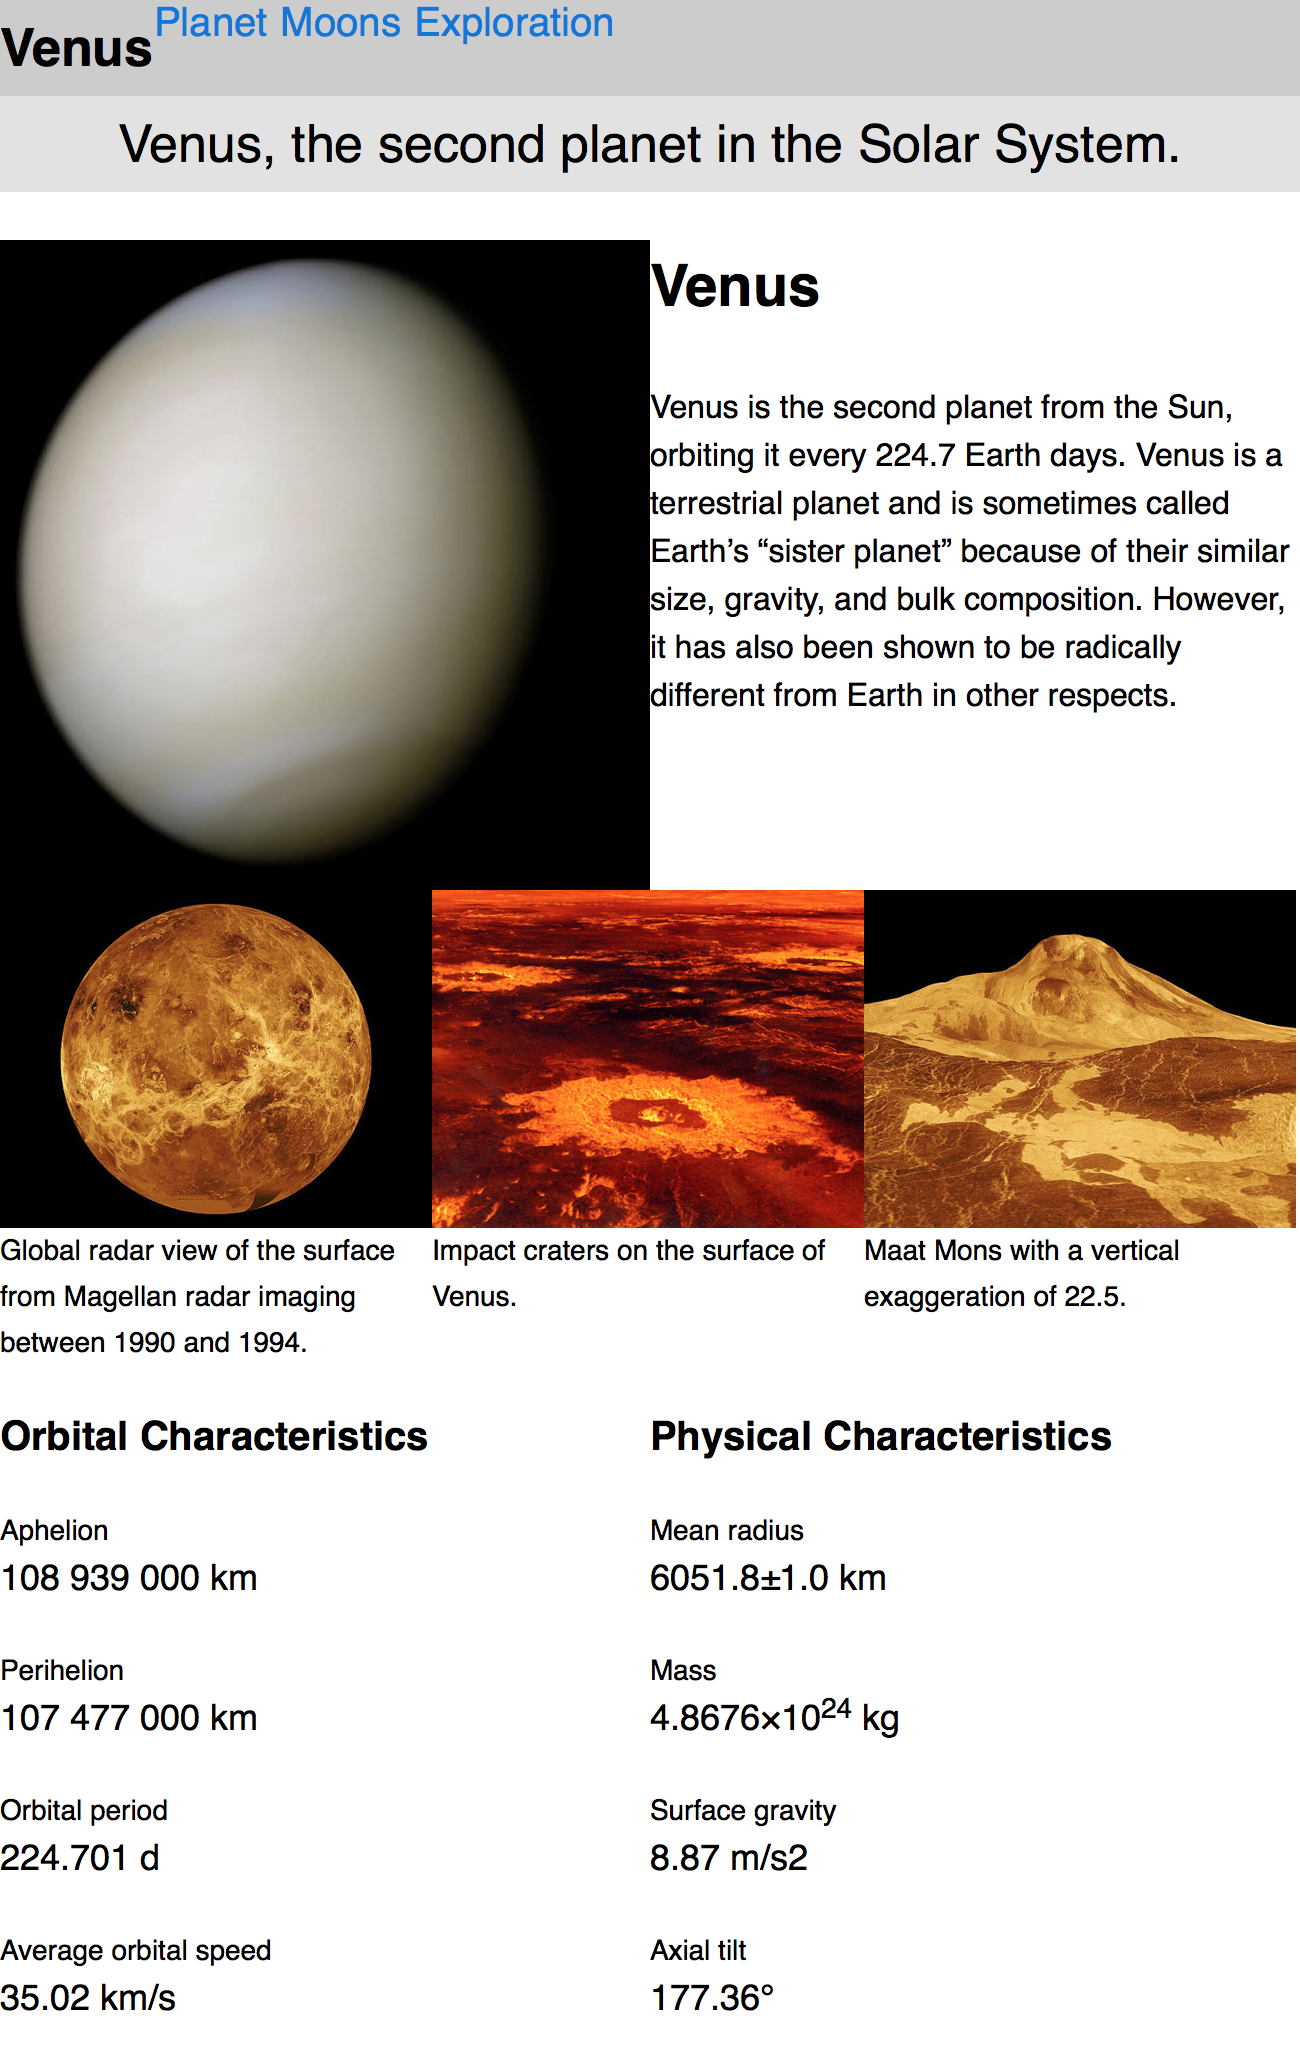 Venus
Planet Moons Exploration
Venus, the second planet in the Solar System.
Venus
Venus is the second planet from the Sun,
orbiting it every 224.7 Earth days. Venus is a
terrestrial planet and is sometimes called
Earth’s “sister planet” because of their similar
size, gravity, and bulk composition. However,
it has also been shown to be radically
different from Earth in other respects.
Global radar view of the surface
from Magellan radar imaging
between 1990 and 1994.
Impact craters on the surface of
Venus.
Maat Mons with a vertical
exaggeration of 22.5.
Orbital Characteristics
Aphelion
108 939 000 km
Perihelion
107 477 000 km
Orbital period
224.701 d
Average orbital speed
35.02 km/s
Physical Characteristics
Mean radius
6051.8±1.0 km
Mass
4.8676×10²⁴ kg
Surface gravity
8.87 m/s2
Axial tilt
177.36°